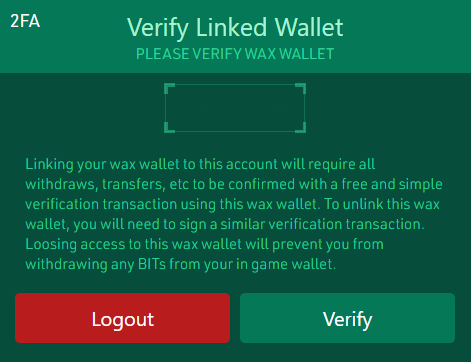 2FA
Verify Linked Wallet
PLEASE VERIFY WAX WALLET
Linking your wax wallet to this account will require all
withdraws, transfers, etc to be confirmed with a free and simple
verification transaction using this wax wallet. To unlink this wax
wallet, you will need to sign a similar verification transaction.
Loosing access to this wax wallet will prevent you from
withdrawing any BITs from your in game wallet.
Logout
Verify